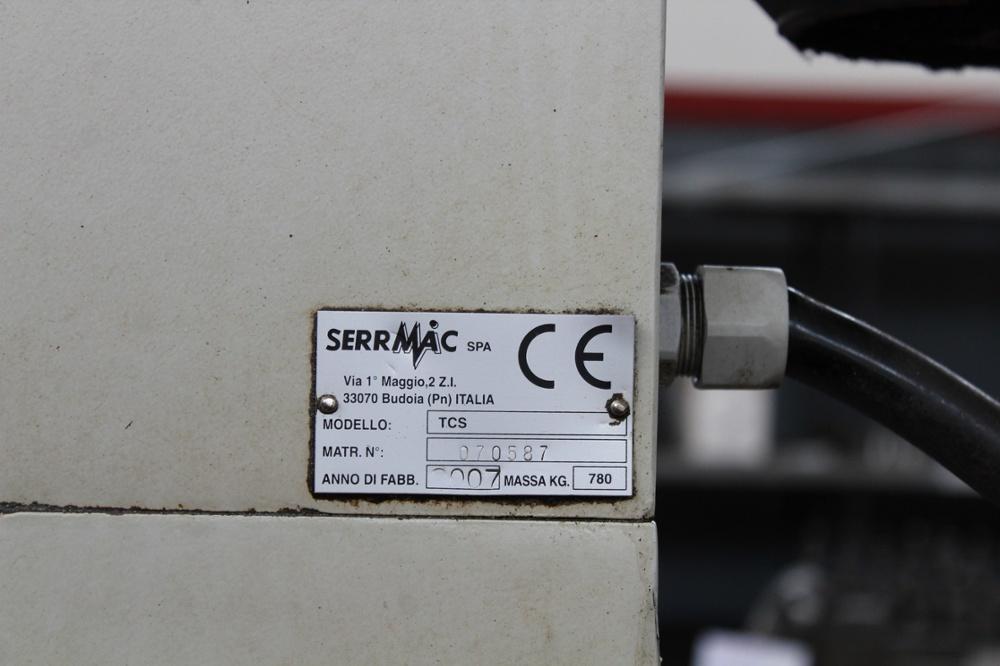 SERRMAC SPA CE
Via 1° Maggio,2 Z.I.
33070 Budoia (Pn) ITALIA
MODELLO: TCS
MATR. N°: 070587
ANNO DI FABB. 2007 MASSA KG. 780